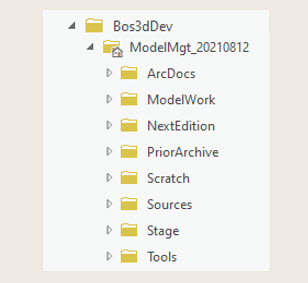 Bos3dDev
ModelMgt_20210812
ArcDocs
ModelWork
NextEdition
PriorArchive
Scratch
Sources
Stage
Tools